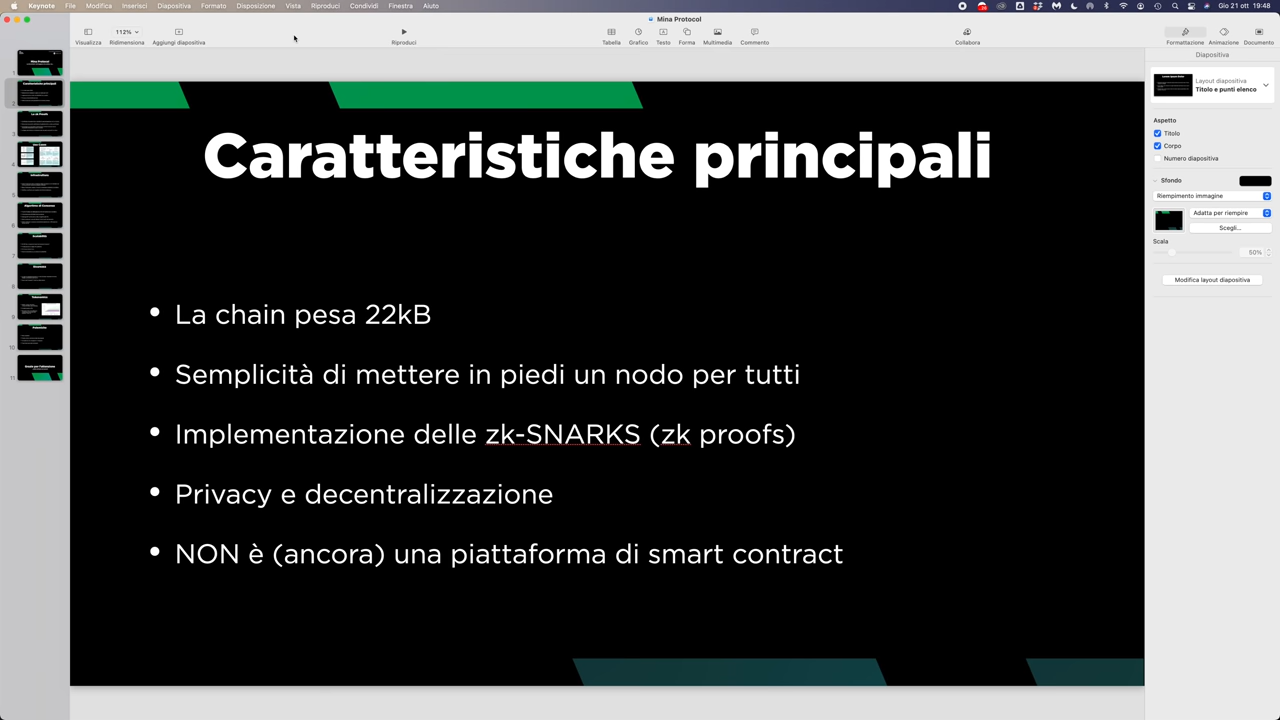 Keynote File Modifica Inserisci Diapositiva Formato Disposizione Vista Riproduci Condividi Finestra Aiuto
Gio 21 ott 19:48
Mina Protocol
112%
Visualizza Ridimensiona Aggiungi diapositiva Riproduci Tabella Grafico Testo Forma Multimedia Commento Collabora Formattazione Animazione Documento
Diapositiva
Layout diapositiva
Titolo e punti elenco
Aspetto
Titolo
Corpo
Numero diapositiva
Sfondo
Riempimento immagine
Adatta per riempire
Scegli...
Scala
50%
Modifica layout diapositiva
Caratteristiche principali
• La chain pesa 22kB
• Semplicità di mettere in piedi un nodo per tutti
• Implementazione delle zk-SNARKS (zk proofs)
• Privacy e decentralizzazione
• NON è (ancora) una piattaforma di smart contract